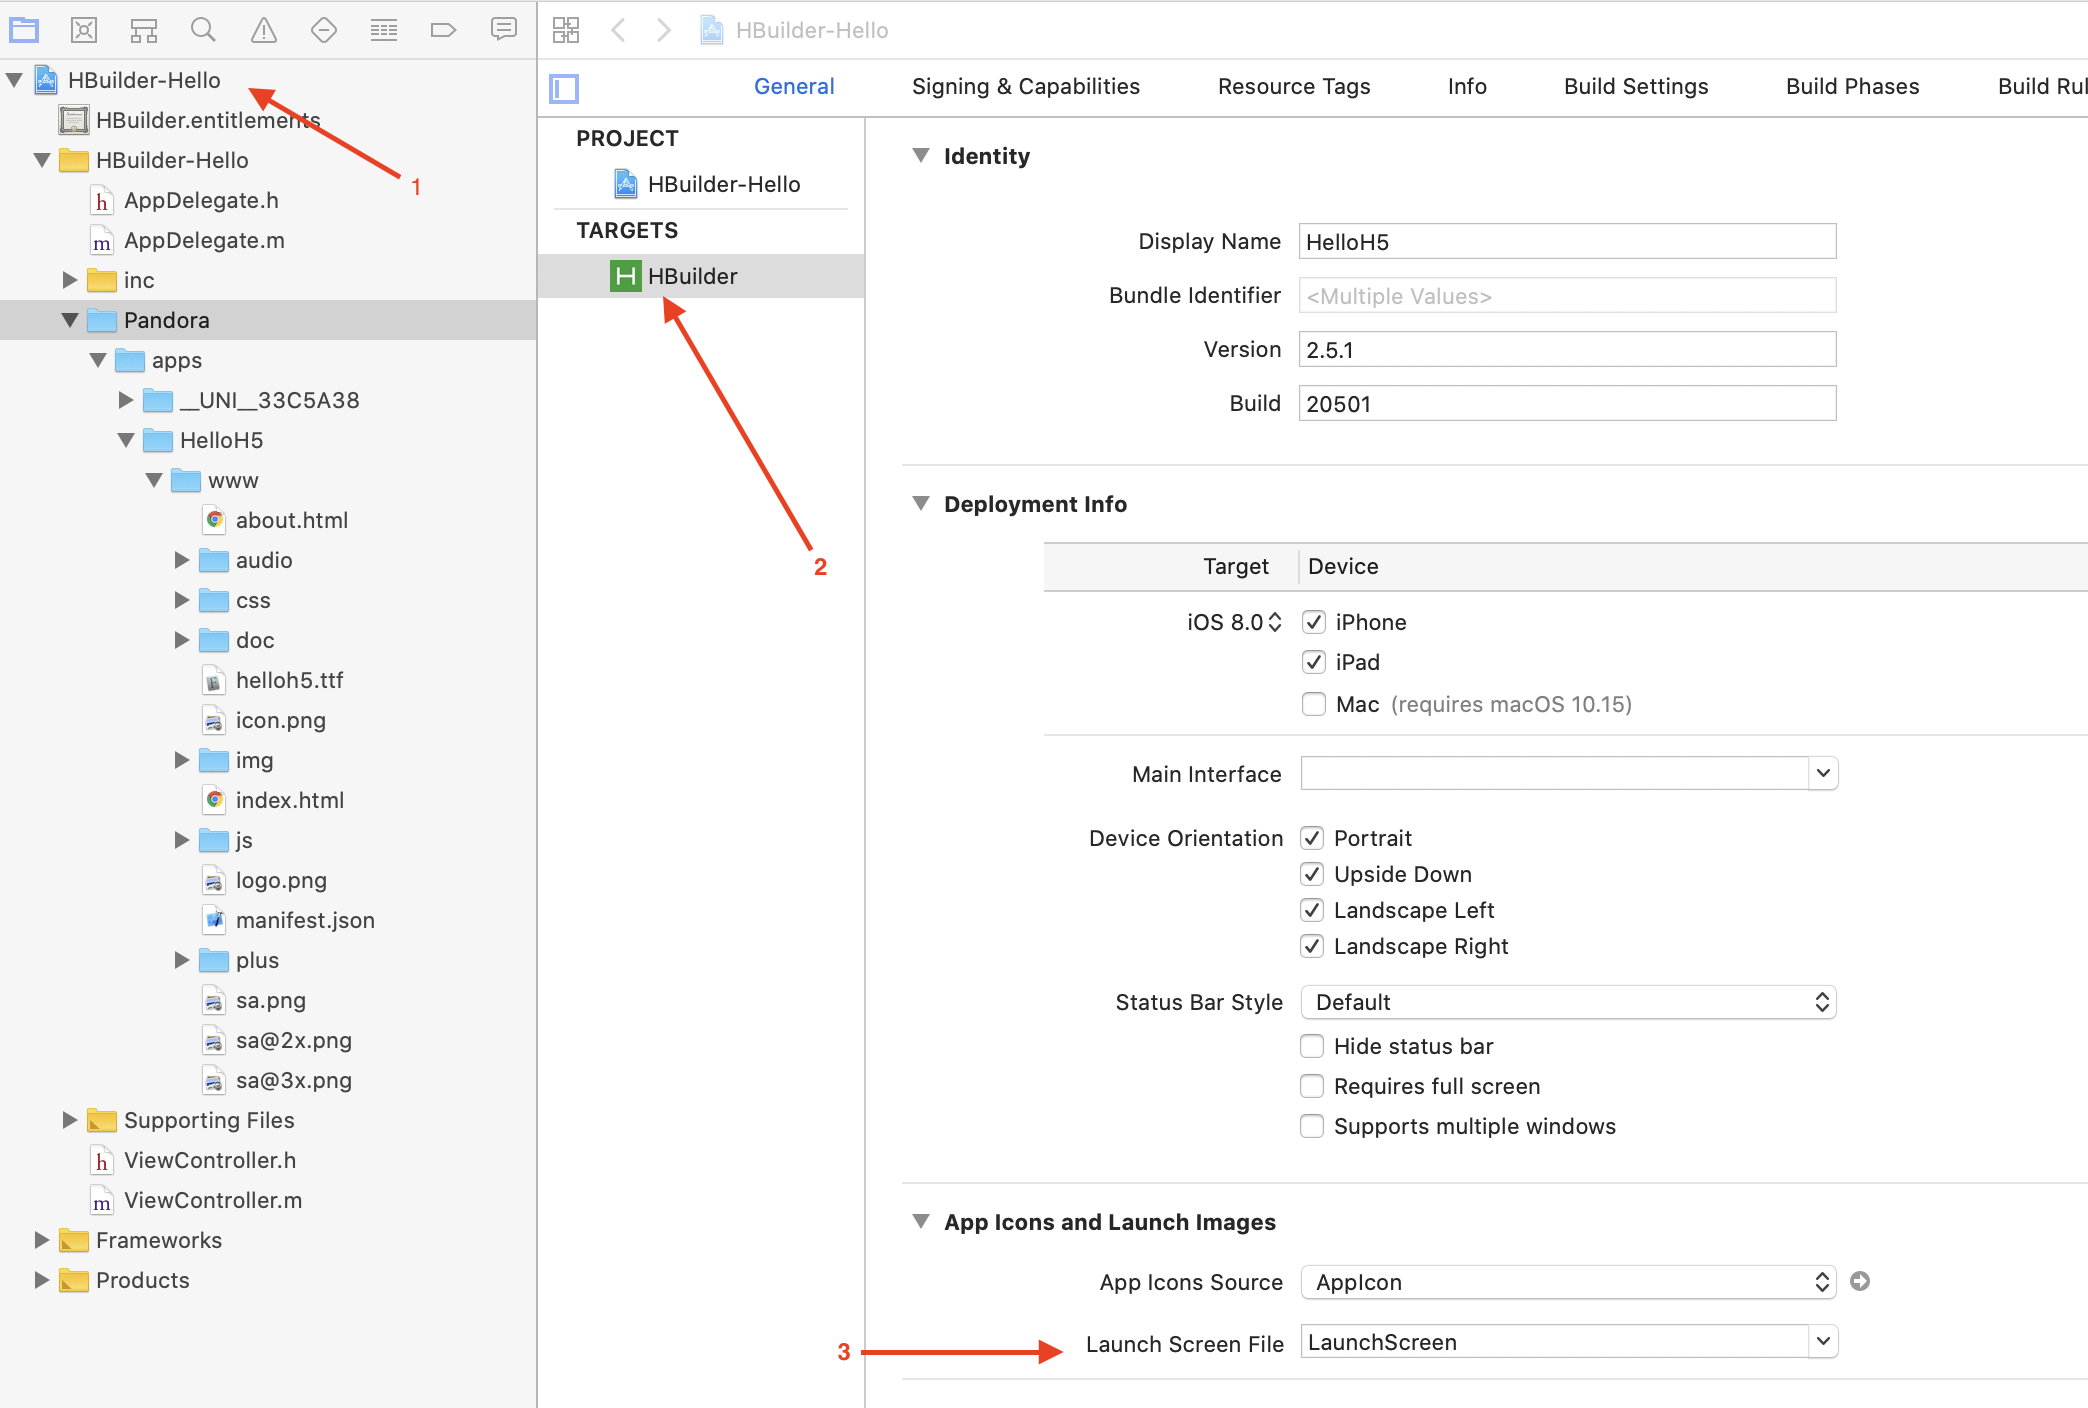 HBuilder-Hello
HBuilder-Hello
General
Signing & Capabilities
Resource Tags
Info
Build Settings
Build Phases
Build Rul
HBuilder.entitlements
HBuilder-Hello
1
AppDelegate.h
AppDelegate.m
inc
Pandora
apps
__UNI__33C5A38
HelloH5
www
about.html
audio
css
doc
helloh5.ttf
icon.png
img
index.html
js
logo.png
manifest.json
plus
sa.png
sa@2x.png
sa@3x.png
Supporting Files
ViewController.h
ViewController.m
Frameworks
Products
PROJECT
HBuilder-Hello
TARGETS
H HBuilder
2
Identity
Display Name HelloH5
Bundle Identifier <Multiple Values>
Version 2.5.1
Build 20501
Deployment Info
Target Device
iOS 8.0 iPhone
iPad
Mac (requires macOS 10.15)
Main Interface
Device Orientation Portrait
Upside Down
Landscape Left
Landscape Right
Status Bar Style Default
Hide status bar
Requires full screen
Supports multiple windows
App Icons and Launch Images
App Icons Source AppIcon
3 Launch Screen File LaunchScreen